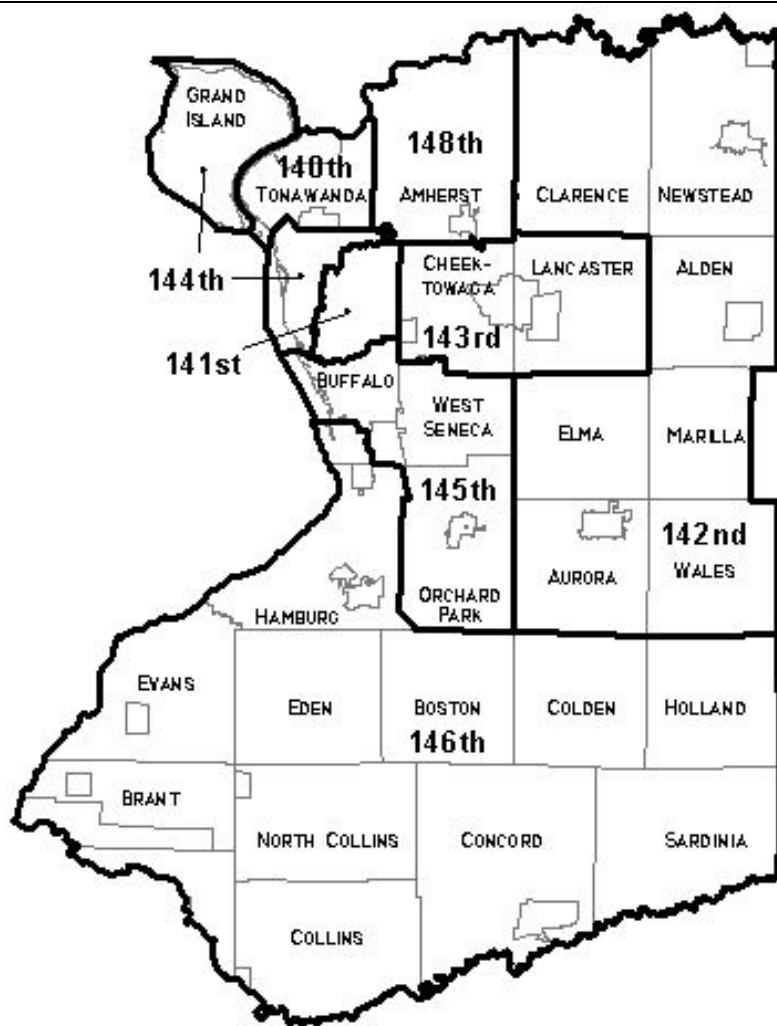 GRAND
ISLAND
140th
TONAWANDA
148th
AMHERST
CLARENCE
NEWSTEAD
144th
CHEEK-
TOWAGA
LANCASTER
ALDEN
143rd
141st
BUFFALO
WEST
SENECA
ELMA
MARILLA
145th
142nd
AURORA
WALES
ORCHARD
PARK
HAMBURG
EVANS
EDEN
BOSTON
COLDEN
HOLLAND
146th
BRANT
NORTH COLLINS
CONCORD
SARDINIA
COLLINS